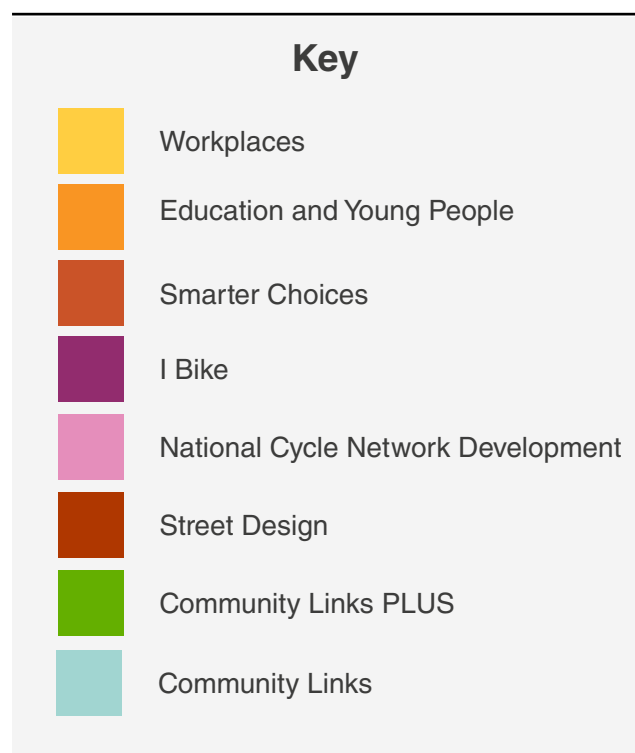 Key
Workplaces
Education and Young People
Smarter Choices
I Bike
National Cycle Network Development
Street Design
Community Links PLUS
Community Links